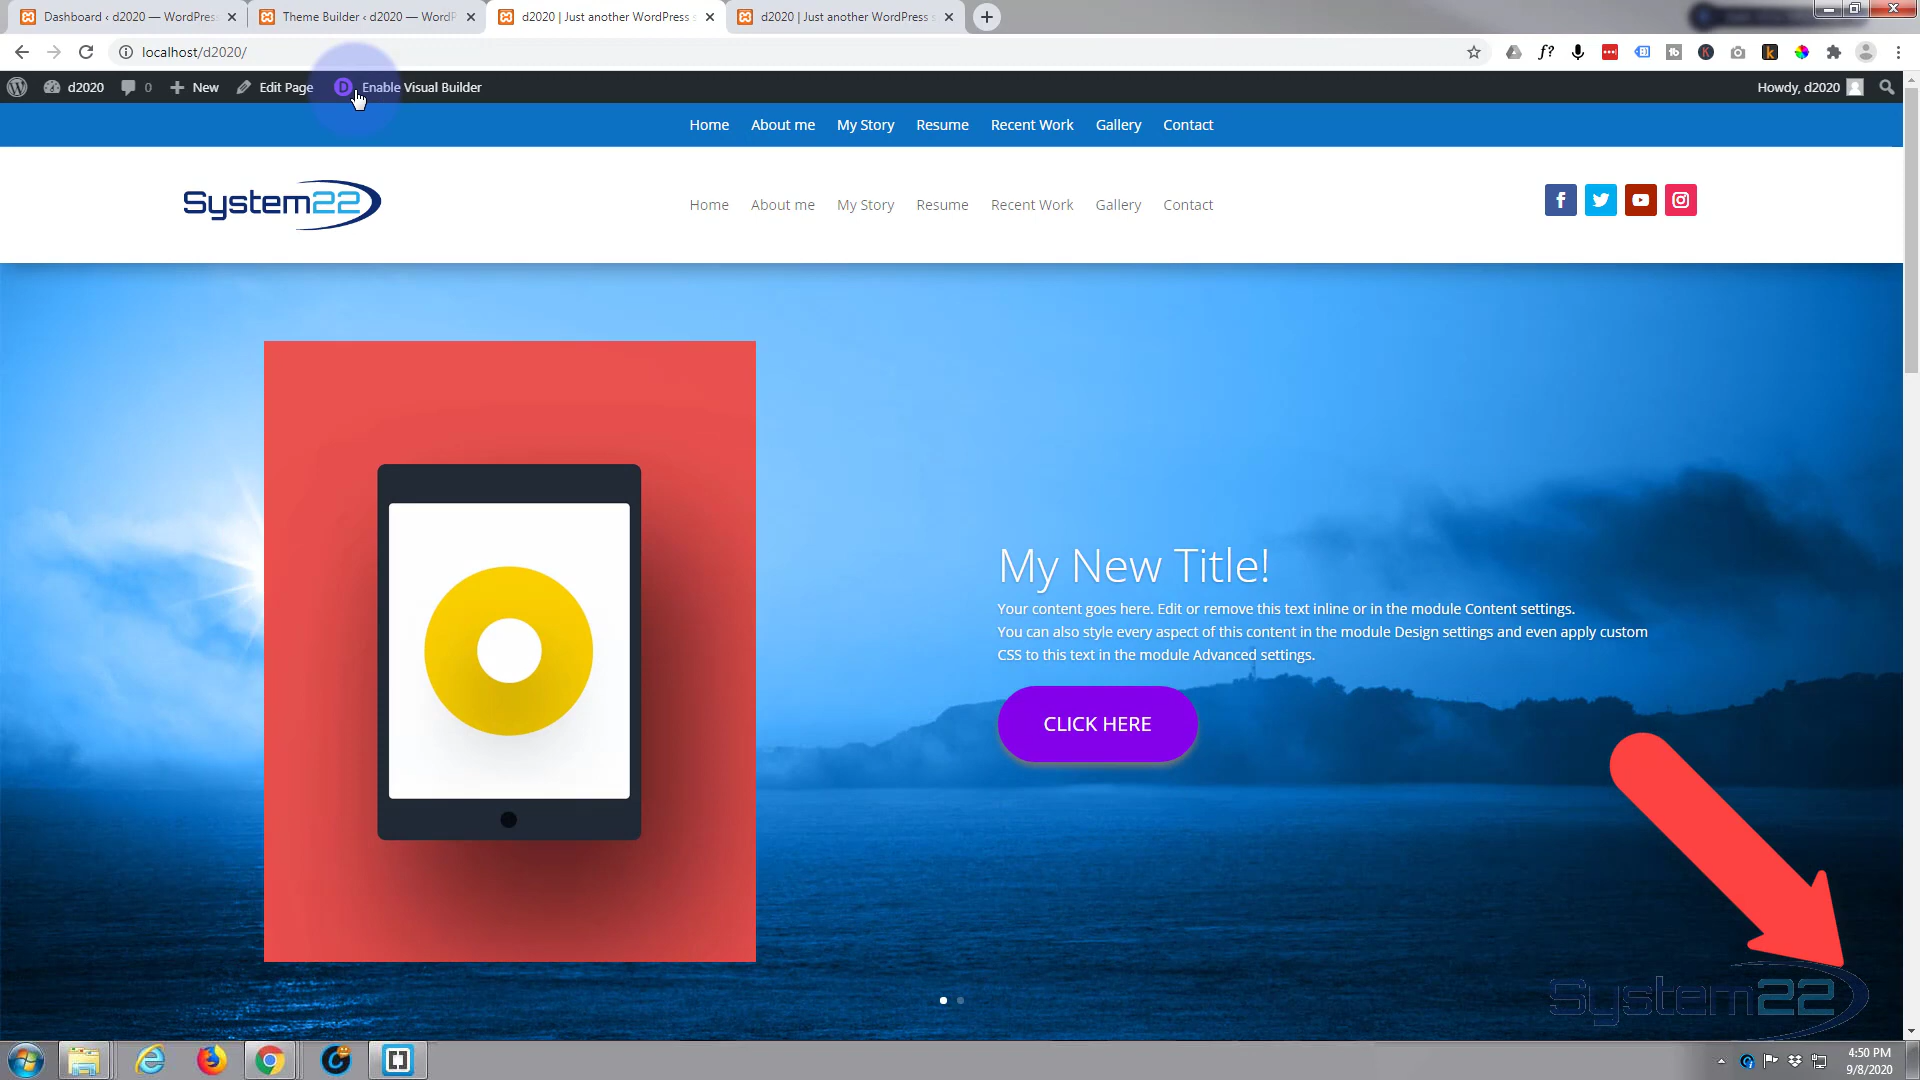 Dashboard ‹ d2020 — WordPress
Theme Builder ‹ d2020 — WordP
d2020 | Just another WordPress s
d2020 | Just another WordPress s
localhost/d2020/
d2020
0
New
Edit Page
D
Enable Visual Builder
Howdy, d2020
Home
About me
My Story
Resume
Recent Work
Gallery
Contact
System22
Home
About me
My Story
Resume
Recent Work
Gallery
Contact
My New Title!
Your content goes here. Edit or remove this text inline or in the module Content settings.
You can also style every aspect of this content in the module Design settings and even apply custom
CSS to this text in the module Advanced settings.
CLICK HERE
System22
4:50 PM
9/8/2020